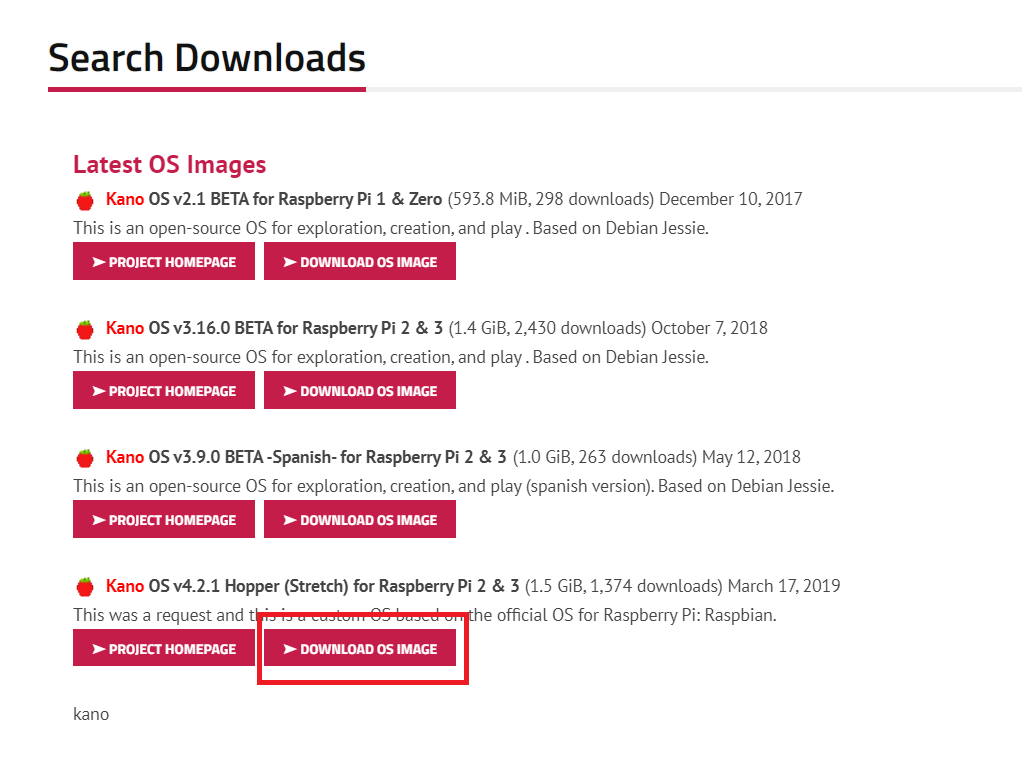 Search Downloads
Latest OS Images
Kano OS v2.1 BETA for Raspberry Pi 1 & Zero (593.8 MiB, 298 downloads) December 10, 2017
This is an open-source OS for exploration, creation, and play . Based on Debian Jessie.
➤ PROJECT HOMEPAGE ➤ DOWNLOAD OS IMAGE
Kano OS v3.16.0 BETA for Raspberry Pi 2 & 3 (1.4 GiB, 2,430 downloads) October 7, 2018
This is an open-source OS for exploration, creation, and play . Based on Debian Jessie.
➤ PROJECT HOMEPAGE ➤ DOWNLOAD OS IMAGE
Kano OS v3.9.0 BETA -Spanish- for Raspberry Pi 2 & 3 (1.0 GiB, 263 downloads) May 12, 2018
This is an open-source OS for exploration, creation, and play (spanish version). Based on Debian Jessie.
➤ PROJECT HOMEPAGE ➤ DOWNLOAD OS IMAGE
Kano OS v4.2.1 Hopper (Stretch) for Raspberry Pi 2 & 3 (1.5 GiB, 1,374 downloads) March 17, 2019
This was a request and this is a custom OS based on the official OS for Raspberry Pi: Raspbian.
➤ PROJECT HOMEPAGE ➤ DOWNLOAD OS IMAGE
kano